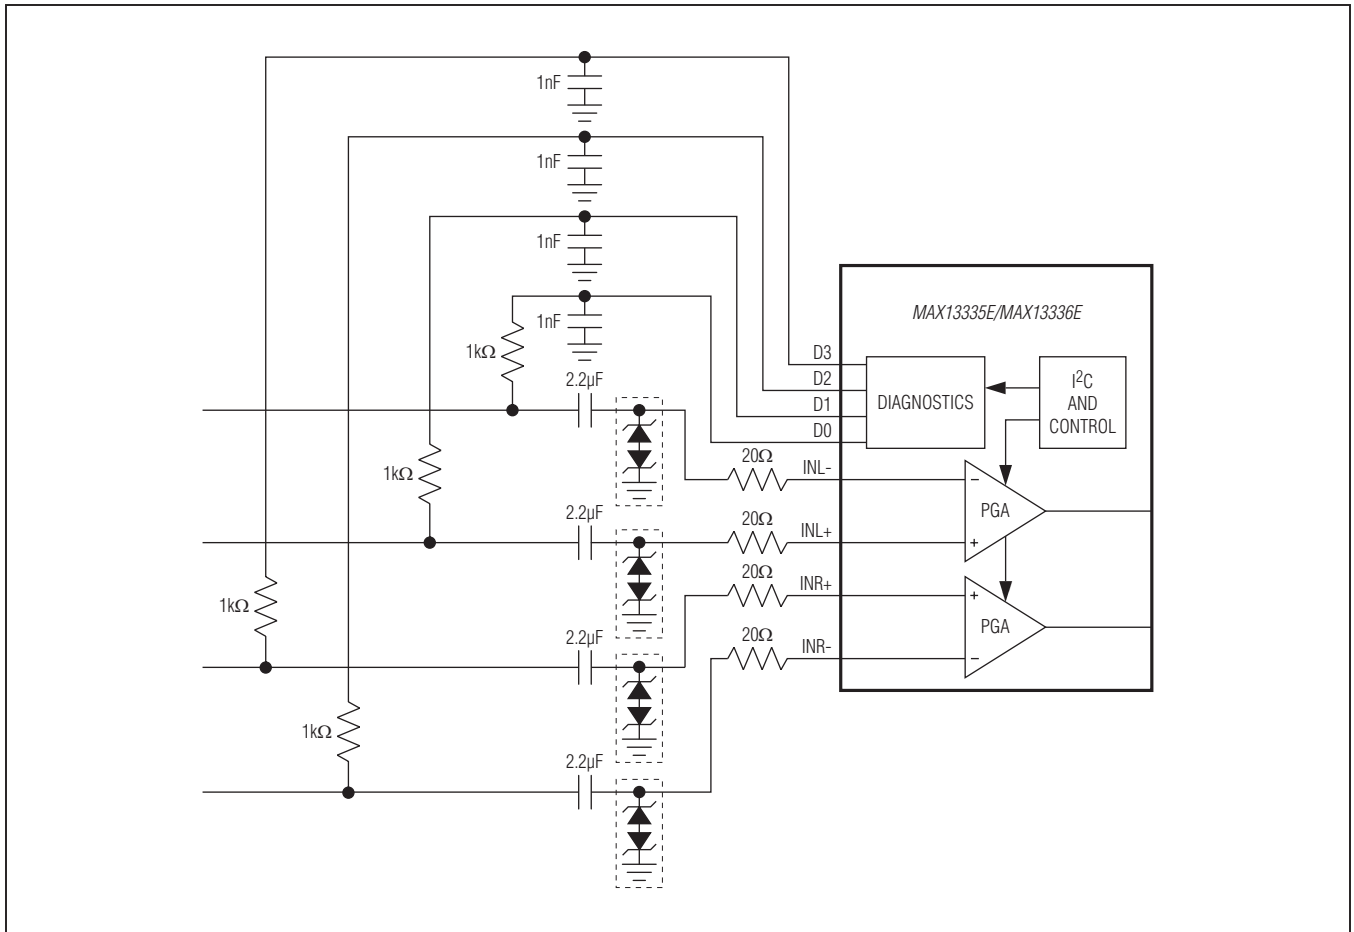 1nF
1nF
1nF
1nF
1kΩ
2.2µF
1kΩ
2.2µF
1kΩ
2.2µF
1kΩ
2.2µF
MAX13335E/MAX13336E
D3
D2
D1
D0
DIAGNOSTICS
I²C
AND
CONTROL
20Ω
INL-
20Ω
INL+
20Ω
INR+
20Ω
INR-
−
PGA
+
+
PGA
−